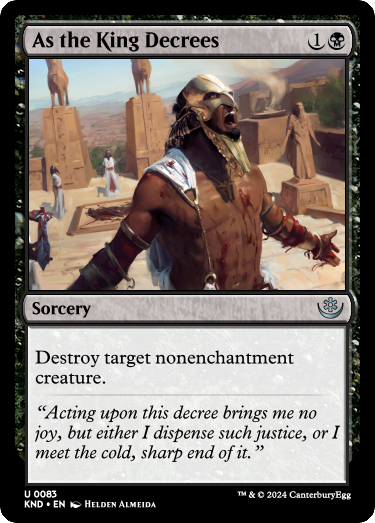 As the King Decrees 1
Sorcery
Destroy target nonenchantment
creature.
“Acting upon this decree brings me no
joy, but either I dispense such justice, or I
meet the cold, sharp end of it.”
U 0083 ™ & © 2024 CanterburyEgg
KND • EN Helden Almeida